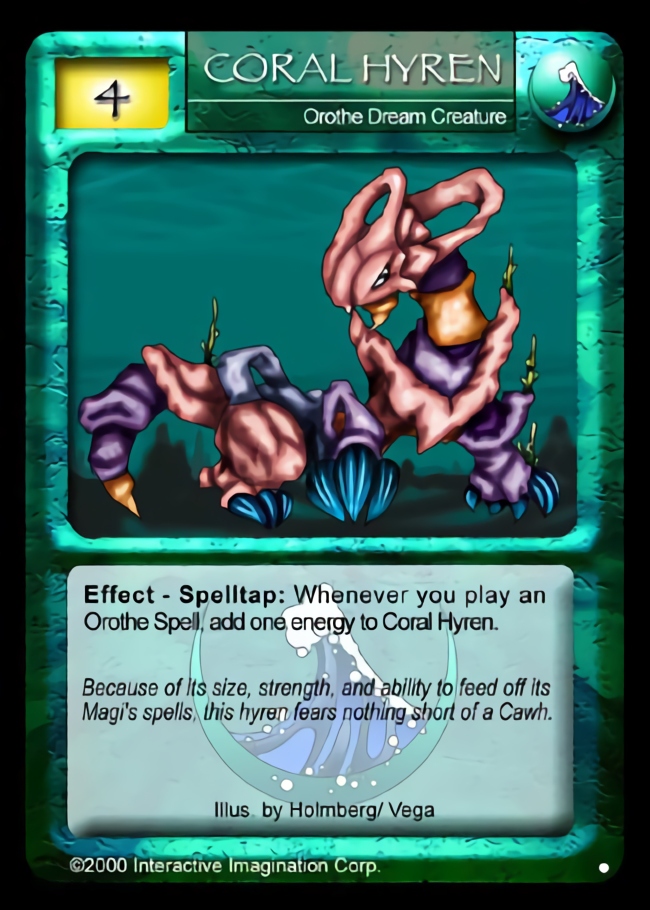 4
CORAL HYREN
Orothe Dream Creature
Effect - Spelltap: Whenever you play an
Orothe Spell, add one energy to Coral Hyren.
Because of its size, strength, and ability to feed off its
Magi's spells, this hyren fears nothing short of a Cawh.
Illus. by Holmberg/ Vega
©2000 Interactive Imagination Corp.